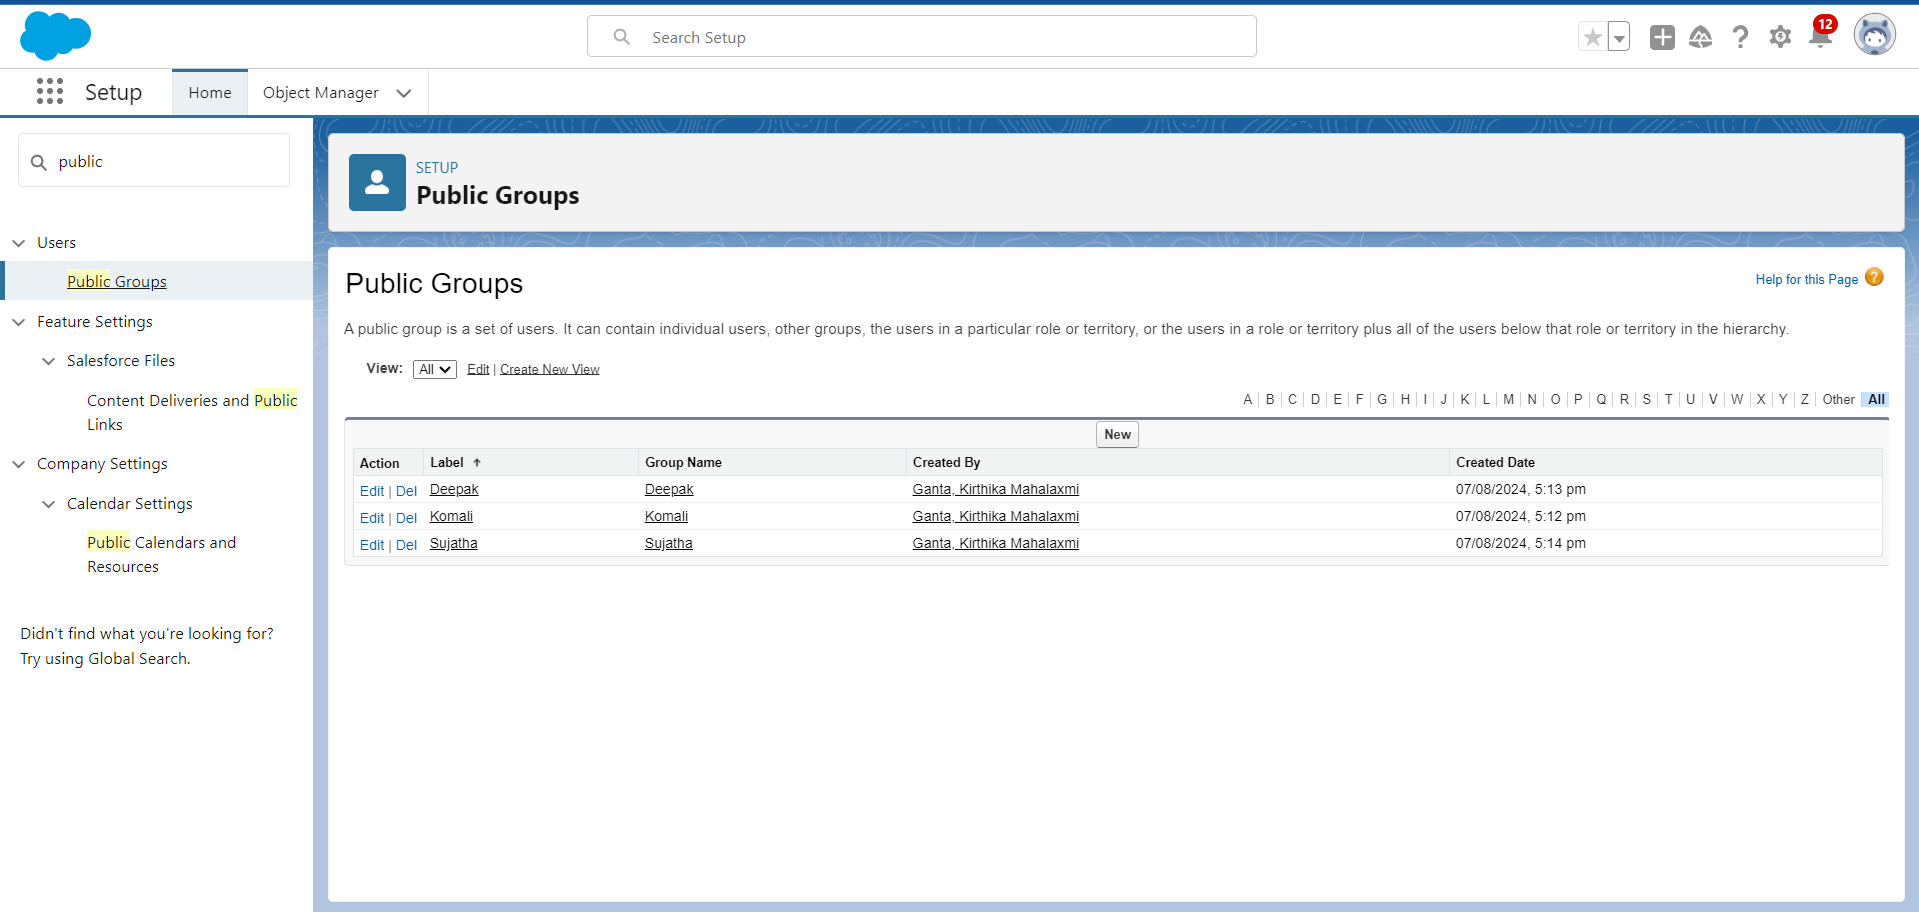 Search Setup
12
Setup
Home
Object Manager
public
Users
Public Groups
Feature Settings
Salesforce Files
Content Deliveries and Public
Links
Company Settings
Calendar Settings
Public Calendars and
Resources
Didn't find what you're looking for?
Try using Global Search.
SETUP
Public Groups
Public Groups
Help for this Page ?
A public group is a set of users. It can contain individual users, other groups, the users in a particular role or territory, or the users in a role or territory plus all of the users below that role or territory in the hierarchy.
View: All Edit | Create New View
A | B | C | D | E | F | G | H | I | J | K | L | M | N | O | P | Q | R | S | T | U | V | W | X | Y | Z | Other All
New
Action Label ↑ Group Name Created By Created Date
Edit | Del Deepak Deepak Ganta, Kirthika Mahalaxmi 07/08/2024, 5:13 pm
Edit | Del Komali Komali Ganta, Kirthika Mahalaxmi 07/08/2024, 5:12 pm
Edit | Del Sujatha Sujatha Ganta, Kirthika Mahalaxmi 07/08/2024, 5:14 pm